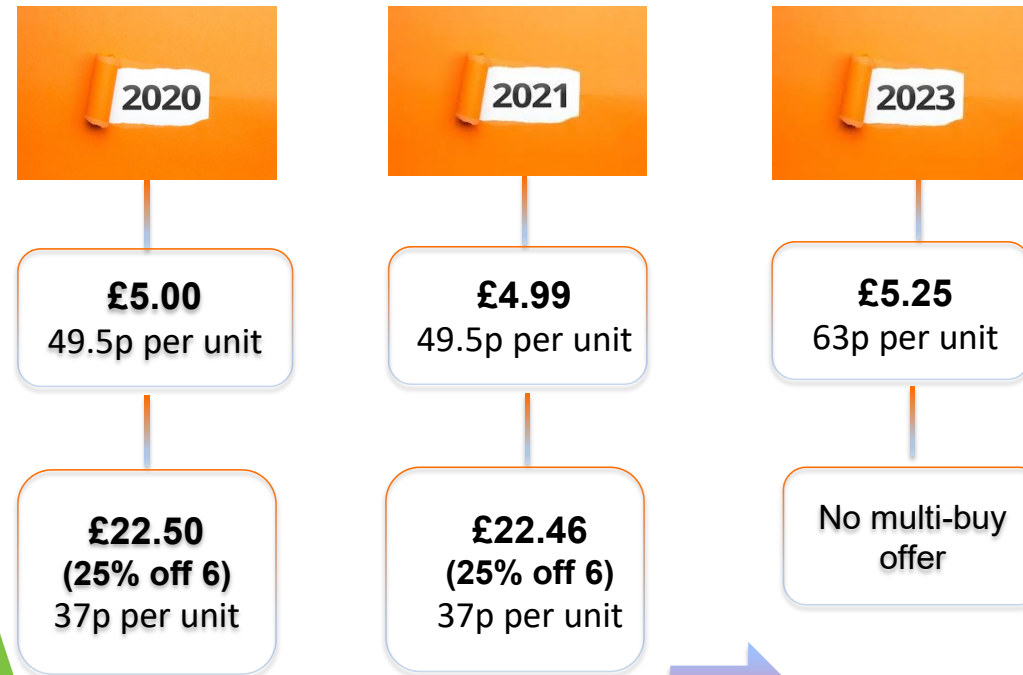 2020
£5.00
49.5p per unit
£22.50
(25% off 6)
37p per unit
2021
£4.99
49.5p per unit
£22.46
(25% off 6)
37p per unit
2023
£5.25
63p per unit
No multi-buy
offer